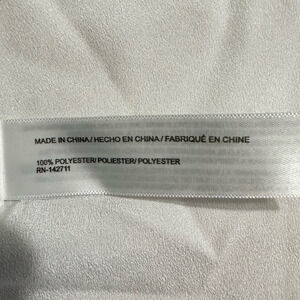 MADE IN CHINA/ HECHO EN CHINA/ FABRIQUÉ EN CHINE
100% POLYESTER/ POLIESTER/ POLYESTER
RN-142711